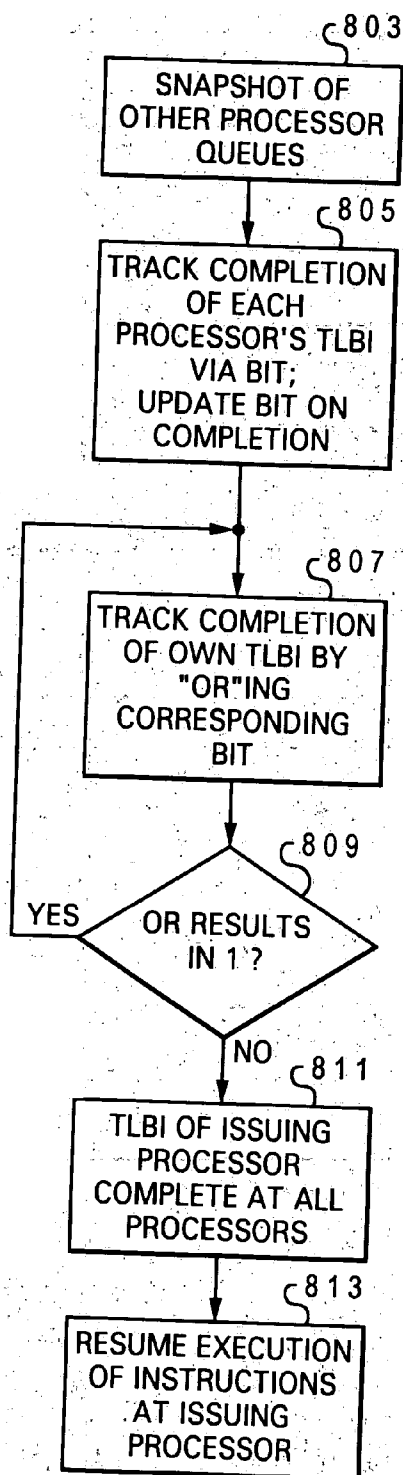 803
SNAPSHOT OF
OTHER PROCESSOR
QUEUES
805
TRACK COMPLETION
OF EACH
PROCESSOR'S TLBI
VIA BIT;
UPDATE BIT ON
COMPLETION
807
TRACK COMPLETION
OF OWN TLBI BY
"OR"ING
CORRESPONDING
BIT
809
YES
OR RESULTS
IN 1 ?
NO
811
TLBI OF ISSUING
PROCESSOR
COMPLETE AT ALL
PROCESSORS
813
RESUME EXECUTION
OF INSTRUCTIONS
AT ISSUING
PROCESSOR